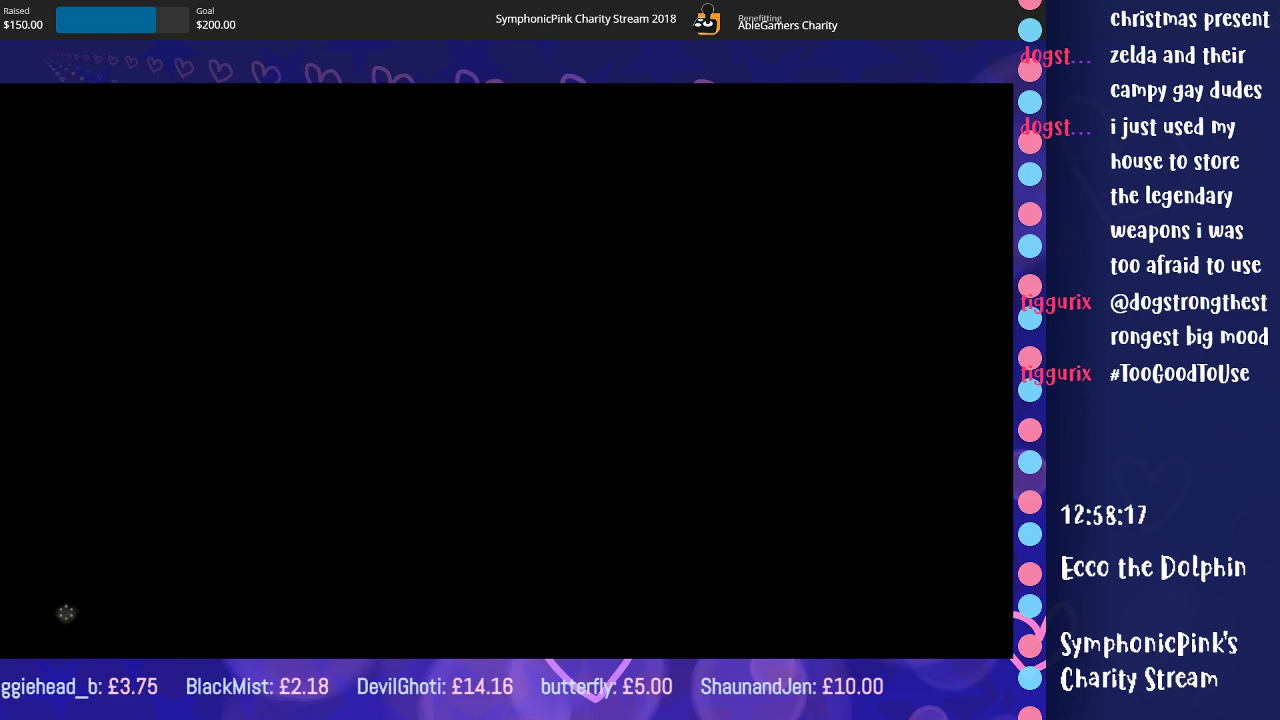 Raised
$150.00
Goal
$200.00
SymphonicPink Charity Stream 2018
Benefitting
AbleGamers Charity
christmas present
dogst... zelda and their
campy gay dudes
dogst... i just used my
house to store
the legendary
weapons i was
too afraid to use
tiggurix @dogstrongthest
rongest big mood
tiggurix #TooGoodToUse
12:58:17
Ecco the Dolphin
SymphonicPink's
Charity Stream
ggiehead_b: £3.75 BlackMist: £2.18 DevilGhoti: £14.16 butterfly: £5.00 ShaunandJen: £10.00